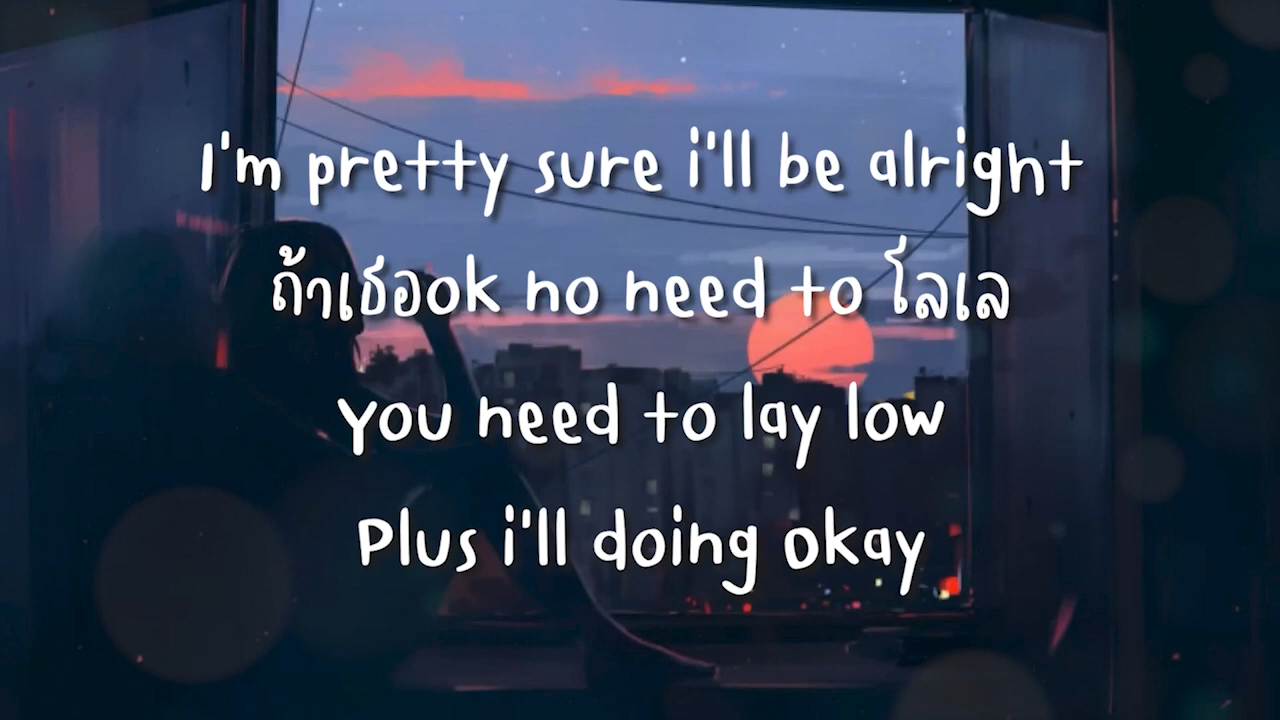 I'm pretty sure i'll be alright
ถ้าเธอok no need to โลเล
you need to lay low
Plus i'll doing okay